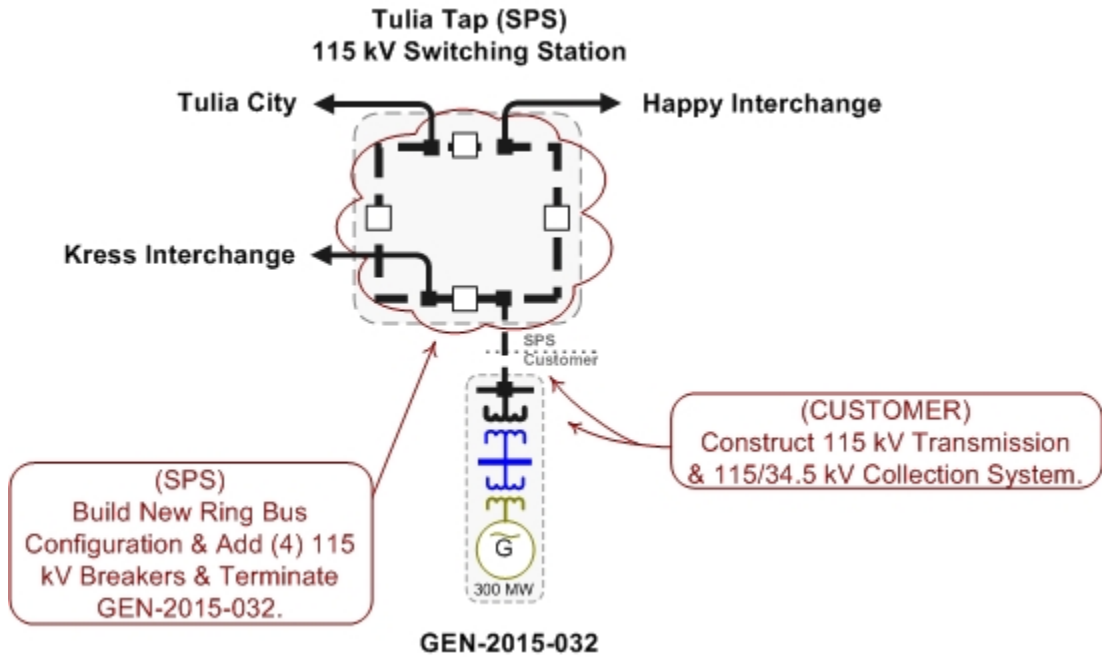 Tulia Tap (SPS)
115 kV Switching Station
Tulia City
Happy Interchange
Kress Interchange
SPS
Customer
(CUSTOMER)
Construct 115 kV Transmission
& 115/34.5 kV Collection System.
(SPS)
Build New Ring Bus
Configuration & Add (4) 115
kV Breakers & Terminate
GEN-2015-032.
G
300 MW
GEN-2015-032